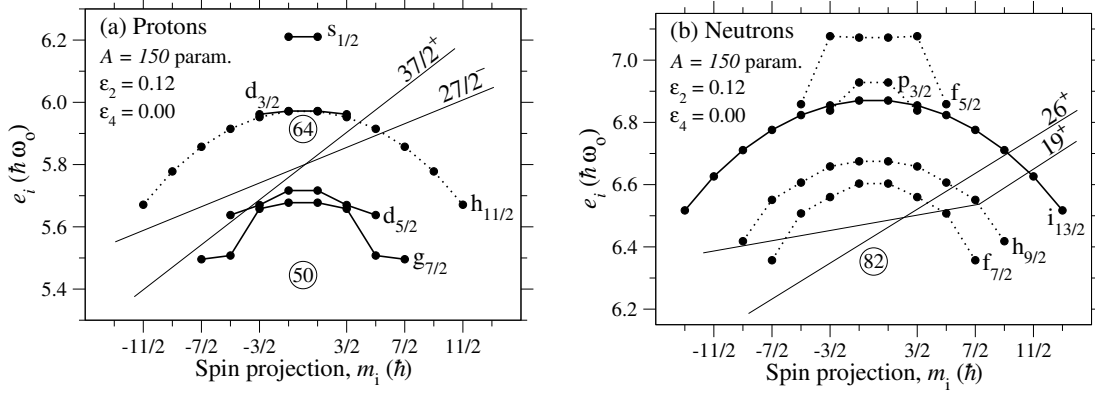 (a) Protons
A = 150 param.
ε₂ = 0.12
ε₄ = 0.00
s₁/₂
d₃/₂
64
37/2⁺
27/2⁻
h₁₁/₂
d₅/₂
g₇/₂
50
6.2
6.0
5.8
5.6
5.4
eᵢ (ħ ωₒ)
-11/2 -7/2 -3/2 3/2 7/2 11/2
Spin projection, mᵢ (ħ)
(b) Neutrons
A = 150 param.
ε₂ = 0.12
ε₄ = 0.00
p₃/₂
f₅/₂
26⁺
19⁺
i₁₃/₂
h₉/₂
f₇/₂
82
7.0
6.8
6.6
6.4
6.2
eᵢ (ħ ωₒ)
-11/2 -7/2 -3/2 3/2 7/2 11/2
Spin projection, mᵢ (ħ)